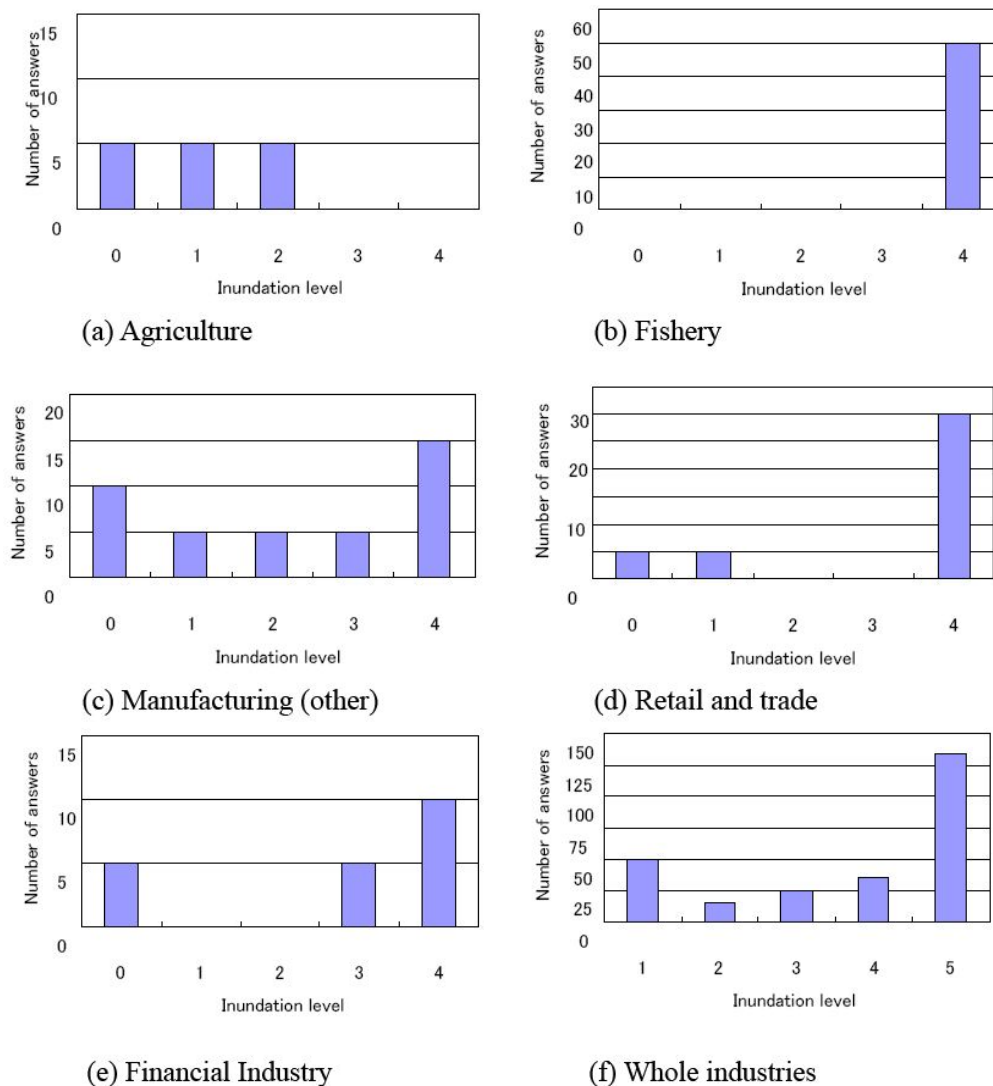 Number of answers
15
10
5
0
0 1 2 3 4
Inundation level
(a) Agriculture
Number of answers
60
50
40
30
20
10
0
0 1 2 3 4
Inundation level
(b) Fishery
Number of answers
20
15
10
5
0
0 1 2 3 4
Inundation level
(c) Manufacturing (other)
Number of answers
30
20
10
0
0 1 2 3 4
Inundation level
(d) Retail and trade
Number of answers
15
10
5
0
0 1 2 3 4
Inundation level
(e) Financial Industry
Number of answers
150
125
100
75
50
25
0
1 2 3 4 5
Inundation level
(f) Whole industries